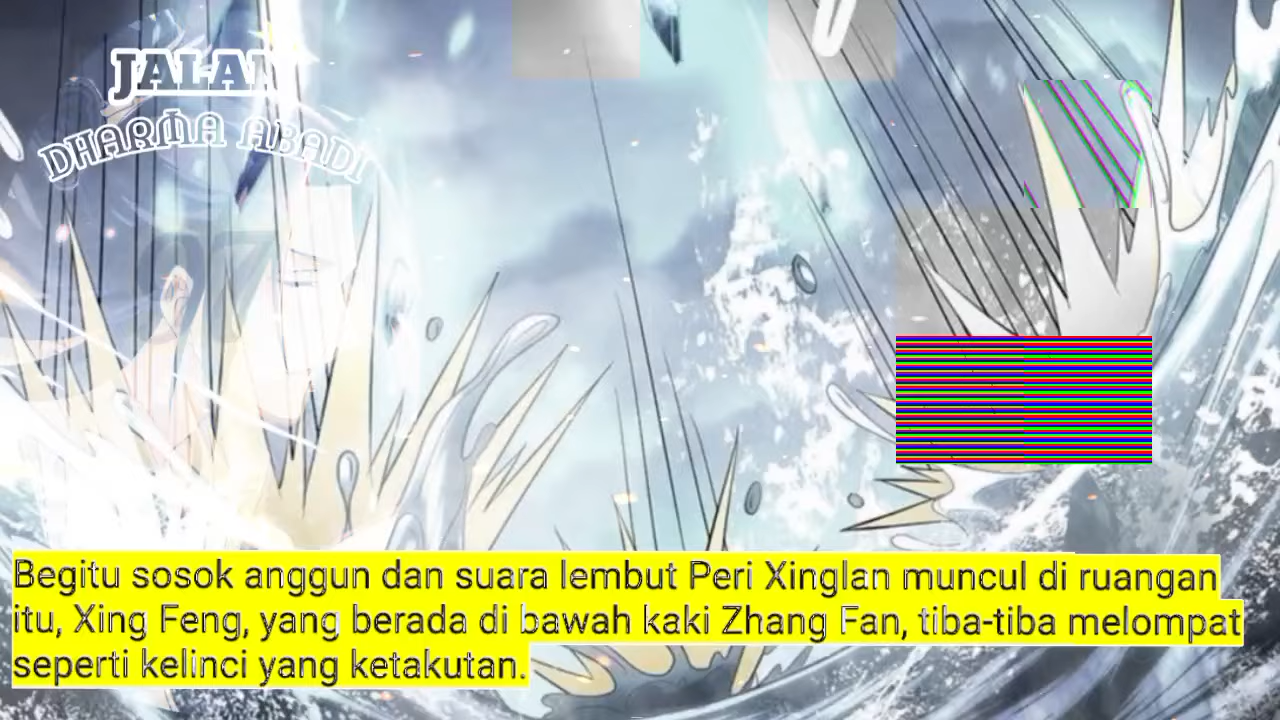 JALAN
DHARMA ABADI
Begitu sosok anggun dan suara lembut Peri Xinglan muncul di ruangan
itu, Xing Feng, yang berada di bawah kaki Zhang Fan, tiba-tiba melompat
seperti kelinci yang ketakutan.